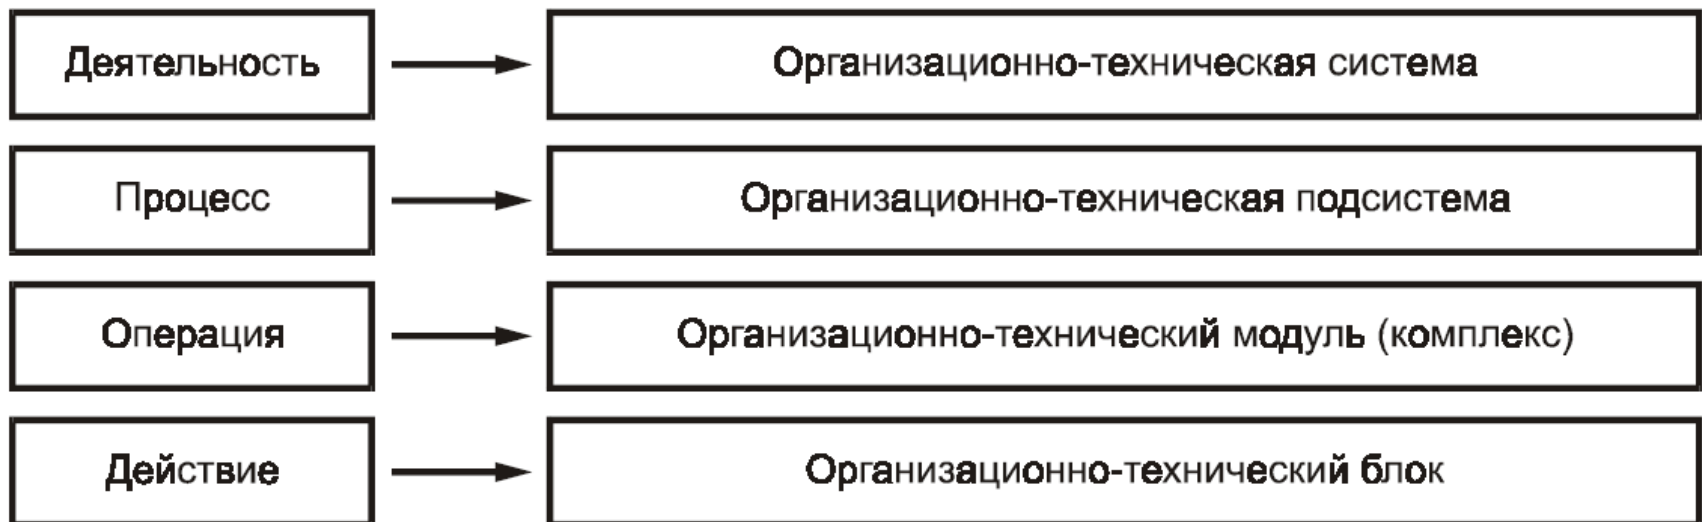 Деятельность
Организационно-техническая система
Процесс
Организационно-техническая подсистема
Операция
Организационно-технический модуль (комплекс)
Действие
Организационно-технический блок